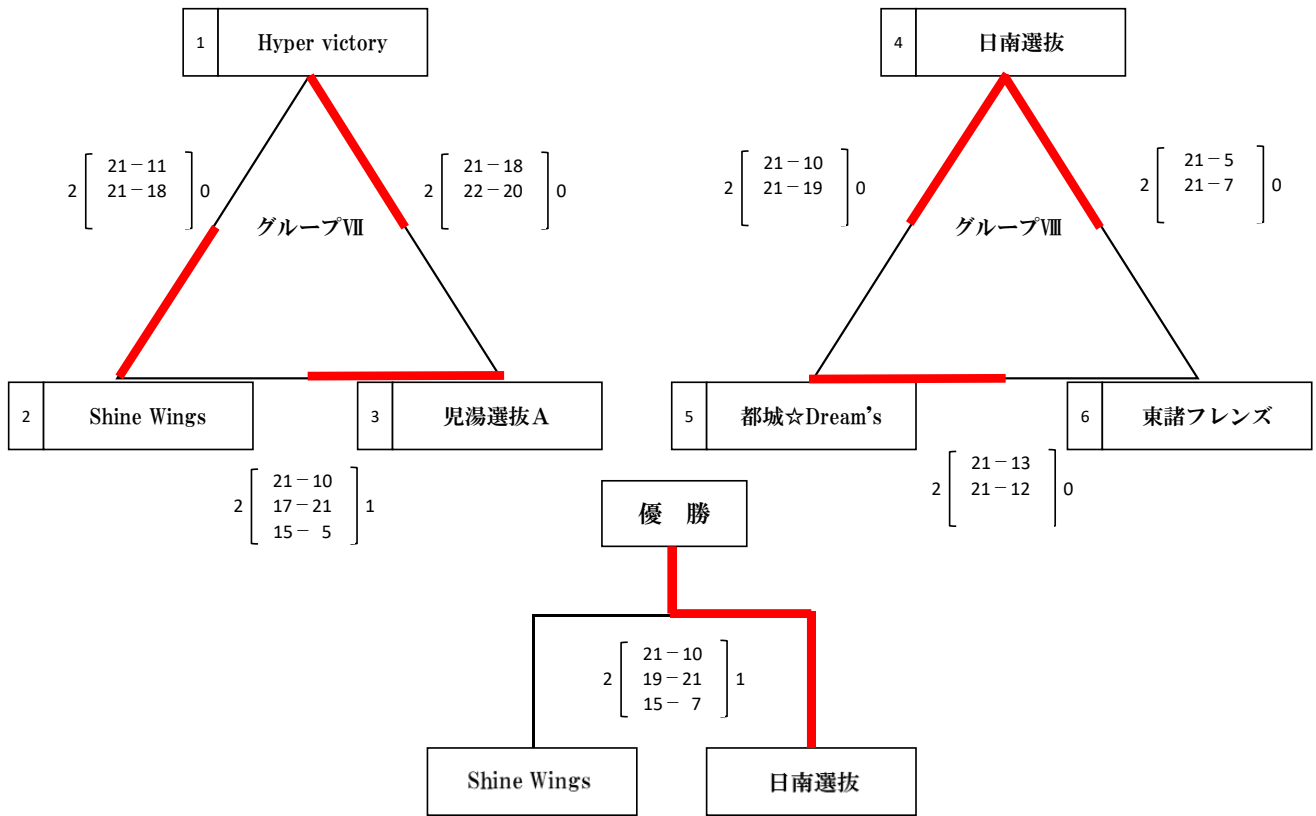 1 Hyper victory
4 日南選抜
2 21－11 0
21－18
2 21－18 0
22－20
2 21－10 0
21－19
2 21－5 0
21－7
グループⅦ
グループⅧ
2 Shine Wings
3 児湯選抜A
5 都城☆Dream's
6 東諸フレンズ
2 21－10 1
17－21
15－ 5
2 21－13 0
21－12
優　勝
2 21－10 1
19－21
15－ 7
Shine Wings
日南選抜